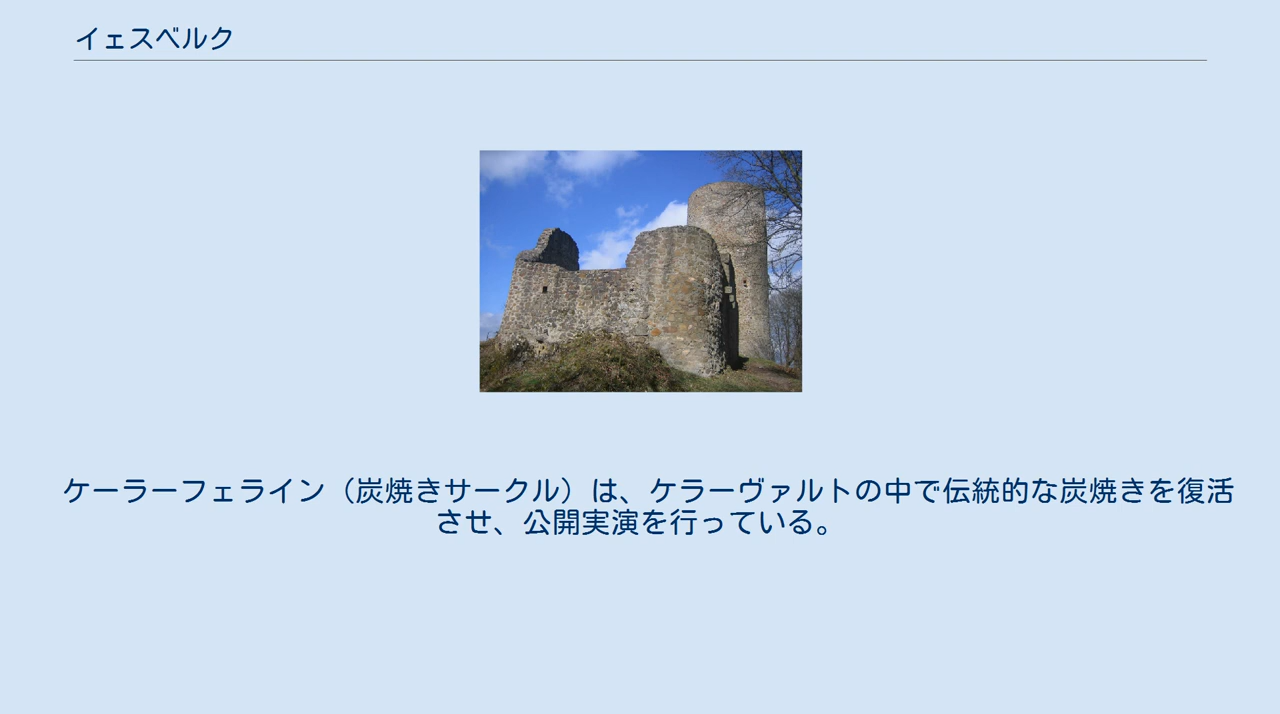 イェスベルク
ケーラーフェライン（炭焼きサークル）は、ケラーヴァルトの中で伝統的な炭焼きを復活
させ、公開実演を行っている。